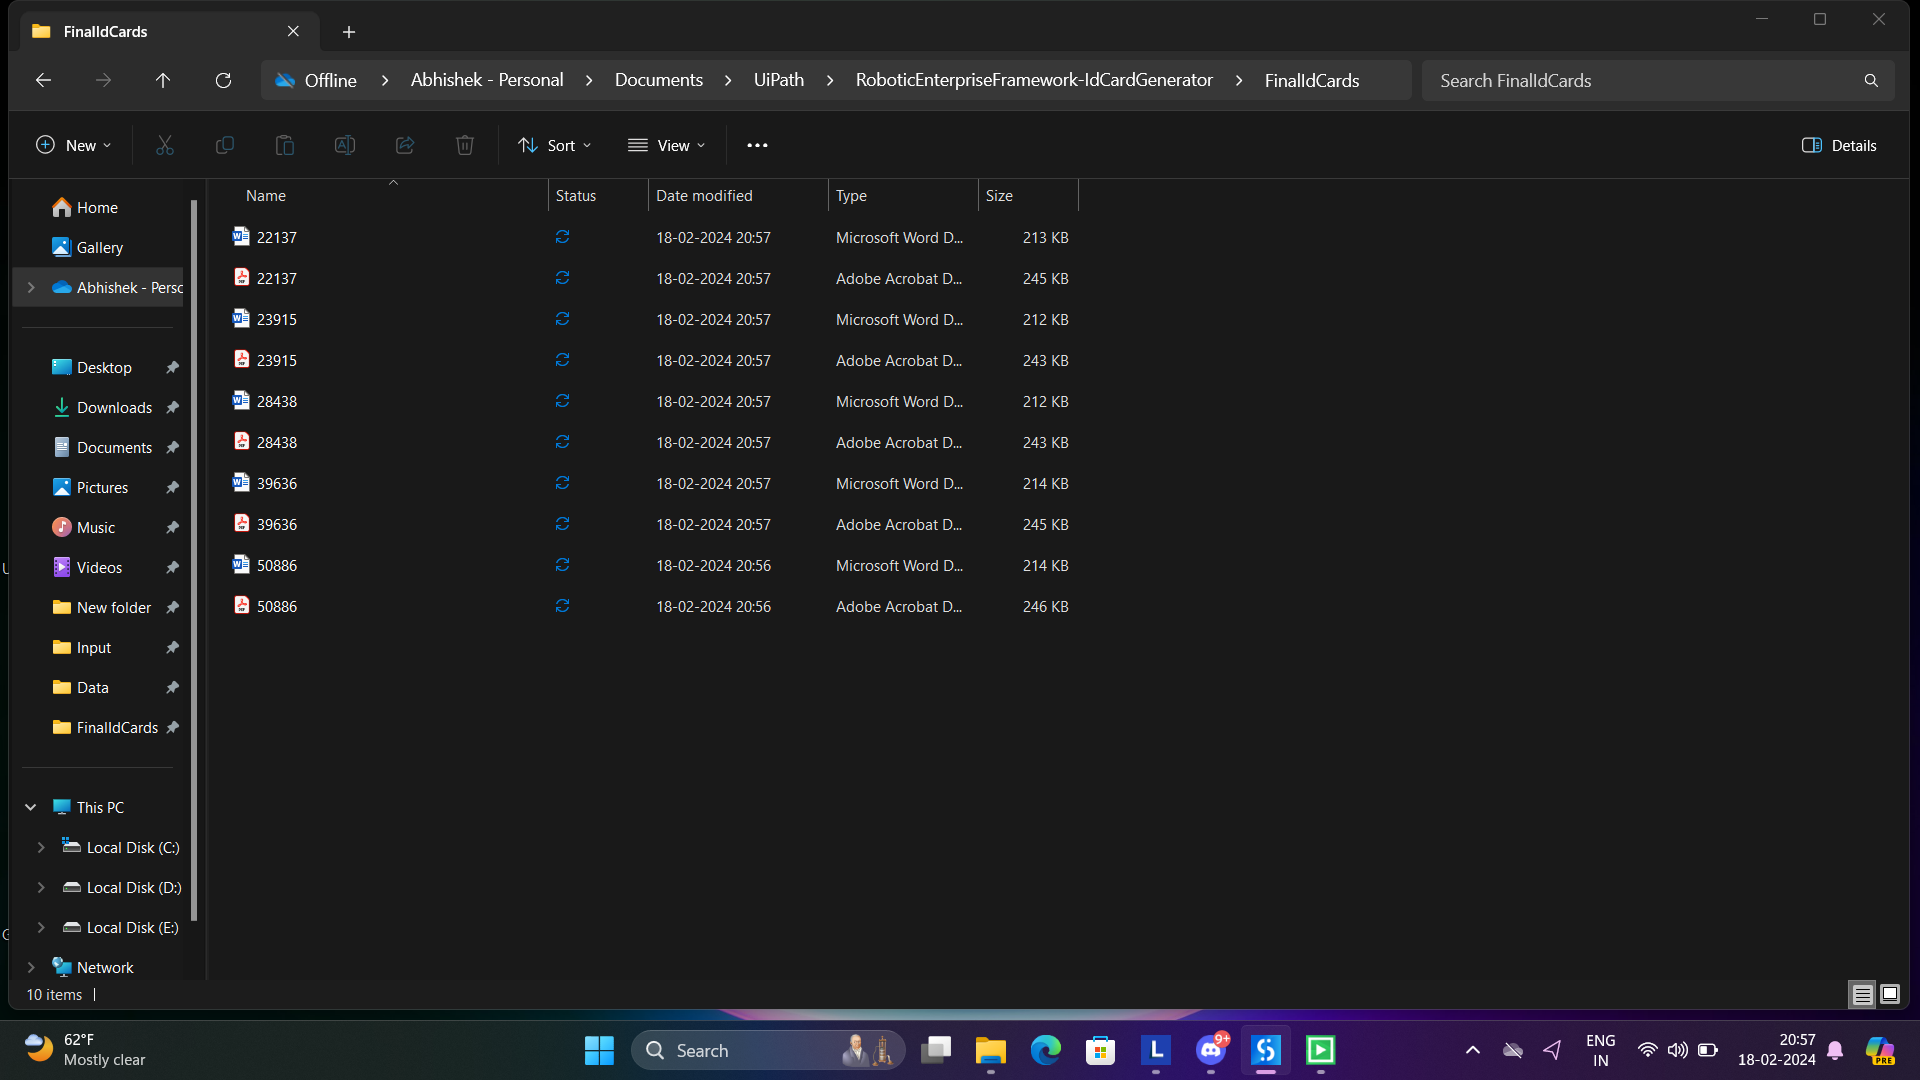 FinalIdCards
Offline > Abhishek - Personal > Documents > UiPath > RoboticEnterpriseFramework-IdCardGenerator > FinalIdCards
Search FinalIdCards
New
Sort
View
Details
Home
Gallery
Abhishek - Persc
Desktop
Downloads
Documents
Pictures
Music
Videos
New folder
Input
Data
FinalIdCards
This PC
Local Disk (C:)
Local Disk (D:)
Local Disk (E:)
Network
Name Status Date modified Type Size
22137 18-02-2024 20:57 Microsoft Word D... 213 KB
22137 18-02-2024 20:57 Adobe Acrobat D... 245 KB
23915 18-02-2024 20:57 Microsoft Word D... 212 KB
23915 18-02-2024 20:57 Adobe Acrobat D... 243 KB
28438 18-02-2024 20:57 Microsoft Word D... 212 KB
28438 18-02-2024 20:57 Adobe Acrobat D... 243 KB
39636 18-02-2024 20:57 Microsoft Word D... 214 KB
39636 18-02-2024 20:57 Adobe Acrobat D... 245 KB
50886 18-02-2024 20:56 Microsoft Word D... 214 KB
50886 18-02-2024 20:56 Adobe Acrobat D... 246 KB
10 items
62°F
Mostly clear
Search
L
9+
ENG
IN
20:57
18-02-2024
PRE